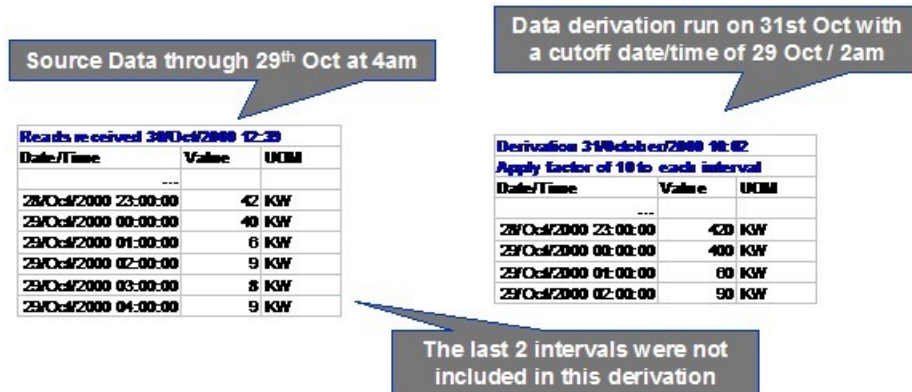 Source Data through 29th Oct at 4am
Data derivation run on 31st Oct with
a cutoff date/time of 29 Oct / 2am
Reads received 30/Oct/2000 12:39
Date/Time Value UOM
...
28/Oct/2000 23:00:00 42 KW
29/Oct/2000 00:00:00 40 KW
29/Oct/2000 01:00:00 6 KW
29/Oct/2000 02:00:00 9 KW
29/Oct/2000 03:00:00 8 KW
29/Oct/2000 04:00:00 9 KW
Derivation 31/October/2000 10:02
Apply factor of 10 to each interval
Date/Time Value UOM
...
28/Oct/2000 23:00:00 420 KW
29/Oct/2000 00:00:00 400 KW
29/Oct/2000 01:00:00 60 KW
29/Oct/2000 02:00:00 90 KW
The last 2 intervals were not
included in this derivation